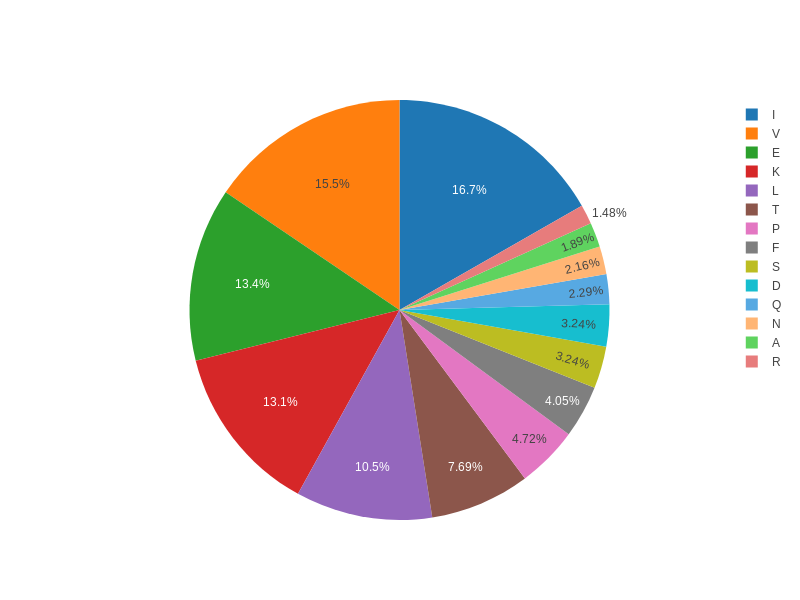 16.7%
15.5%
13.4%
13.1%
10.5%
7.69%
4.72%
4.05%
3.24%
3.24%
2.29%
2.16%
1.89%
1.48%
I
V
E
K
L
T
P
F
S
D
Q
N
A
R